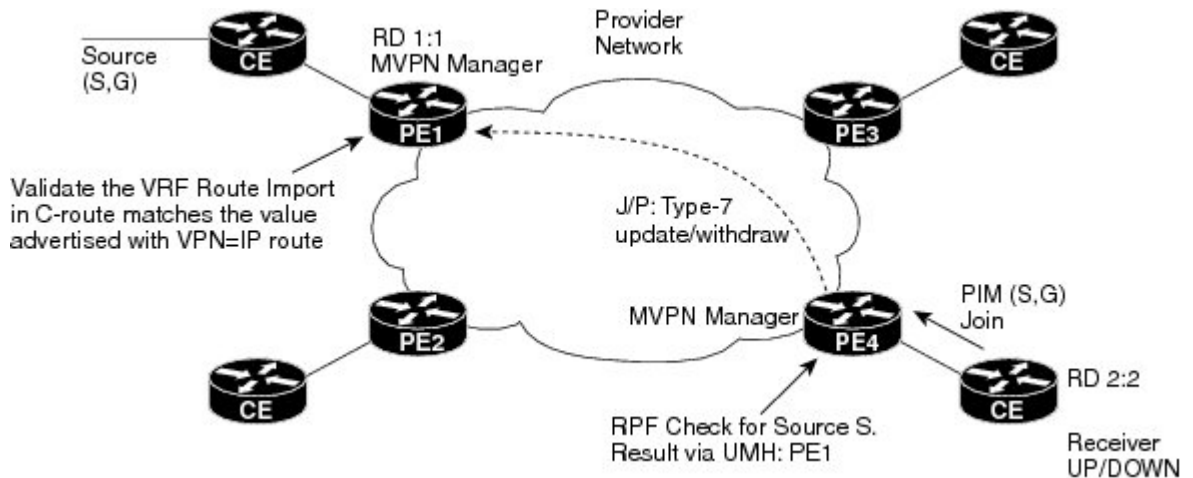 Provider
Network
CE
CE
Source
(S,G)
RD 1:1
MVPN Manager
PE1
PE3
Validate the VRF Route Import
in C-route matches the value
advertised with VPN=IP route
J/P: Type-7
update/withdraw
PE2
MVPN Manager
PE4
PIM (S,G)
Join
CE
CE
RD 2:2
RPF Check for Source S.
Result via UMH: PE1
Receiver
UP/DOWN